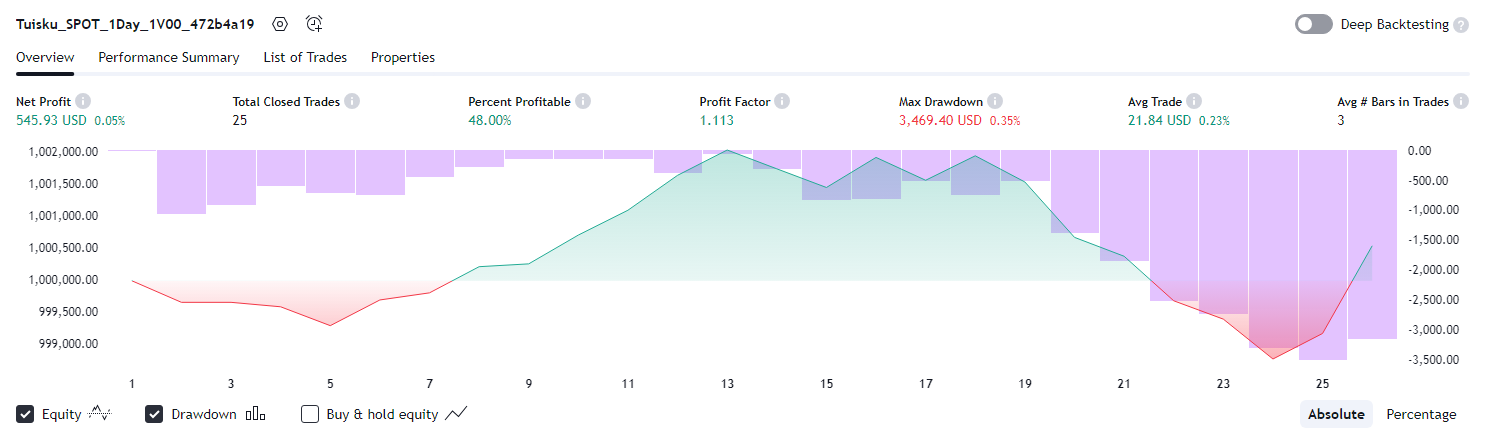 Tuisku_SPOT_1Day_1V00_472b4a19 Deep Backtesting ?
Overview Performance Summary List of Trades Properties
Net Profit i Total Closed Trades i Percent Profitable i Profit Factor i Max Drawdown i Avg Trade i Avg # Bars in Trades i
545.93 USD 0.05% 25 48.00% 1.113 3,469.40 USD 0.35% 21.84 USD 0.23% 3
1,002,000.00 0.00
1,001,500.00 -500.00
1,001,000.00 -1,000.00
1,000,500.00 -1,500.00
1,000,000.00 -2,000.00
999,500.00 -2,500.00
999,000.00 -3,000.00
-3,500.00
1 3 5 7 9 11 13 15 17 19 21 23 25
Equity Drawdown Buy & hold equity Absolute Percentage